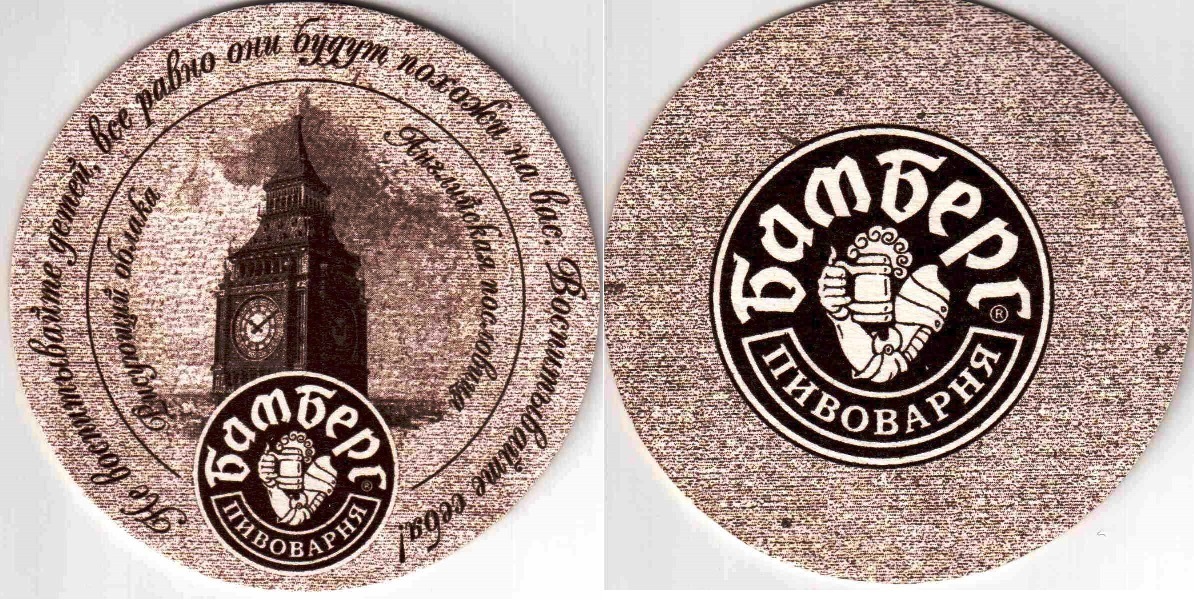 Не воспитывайте детей, все равно они будут похожи на вас. Воспитывайте себя!
Рисующий облака
Английская пословица
Бамберг ®
ПИВОВАРНЯ
Бамберг ®
ПИВОВАРНЯ